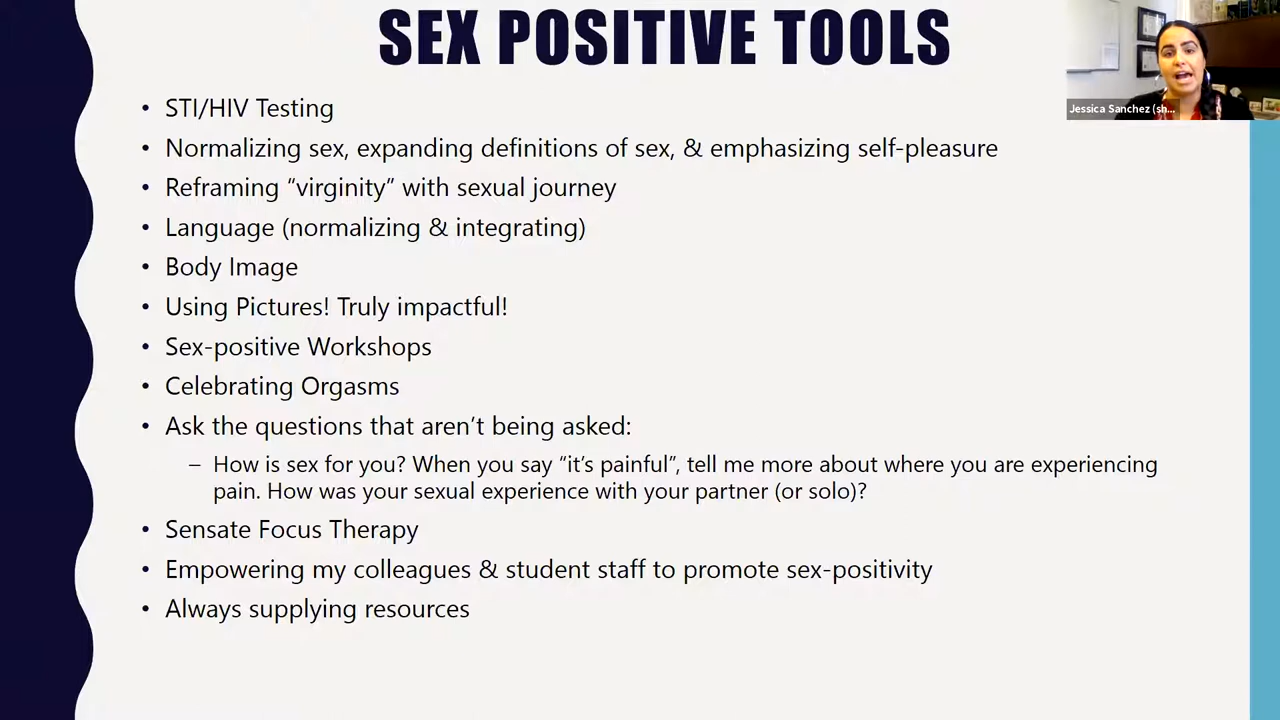 SEX POSITIVE TOOLS
Jessica Sanchez (sh...
• STI/HIV Testing
• Normalizing sex, expanding definitions of sex, & emphasizing self-pleasure
• Reframing “virginity” with sexual journey
• Language (normalizing & integrating)
• Body Image
• Using Pictures! Truly impactful!
• Sex-positive Workshops
• Celebrating Orgasms
• Ask the questions that aren’t being asked:
– How is sex for you? When you say “it’s painful”, tell me more about where you are experiencing
pain. How was your sexual experience with your partner (or solo)?
• Sensate Focus Therapy
• Empowering my colleagues & student staff to promote sex-positivity
• Always supplying resources